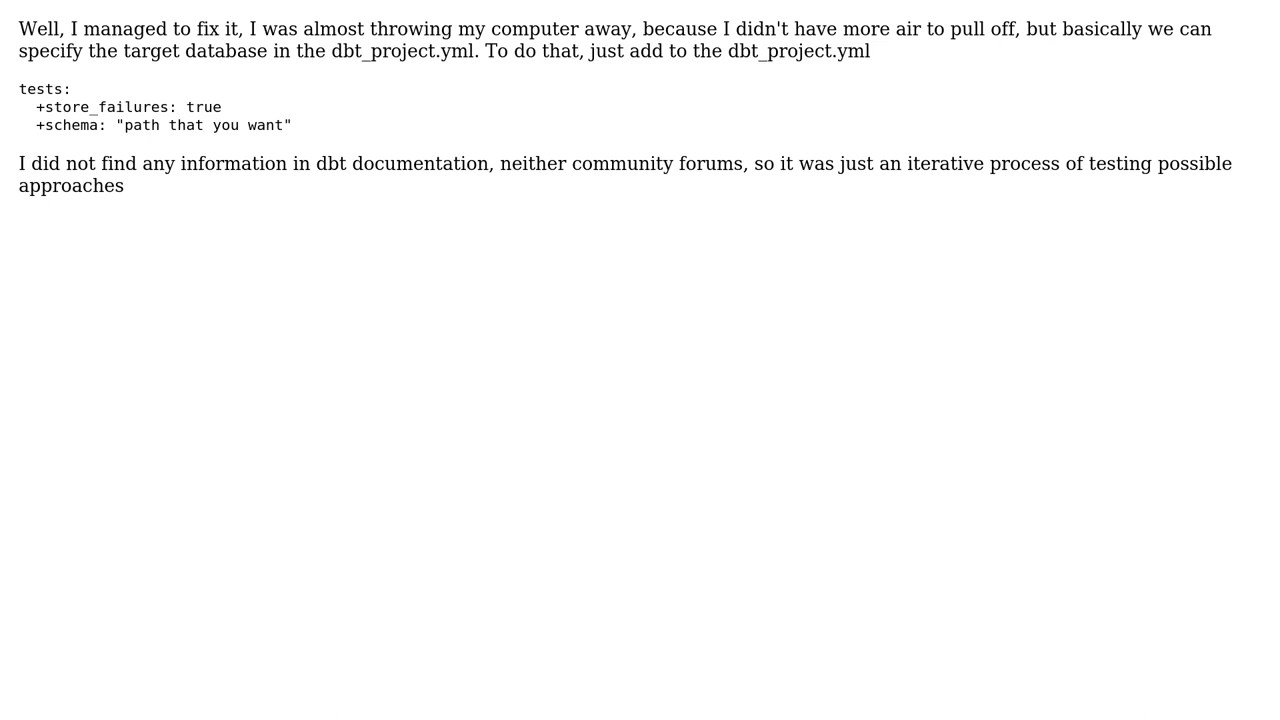 Well, I managed to fix it, I was almost throwing my computer away, because I didn't have more air to pull off, but basically we can
specify the target database in the dbt_project.yml. To do that, just add to the dbt_project.yml
tests:
  +store_failures: true
  +schema: "path that you want"
I did not find any information in dbt documentation, neither community forums, so it was just an iterative process of testing possible
approaches